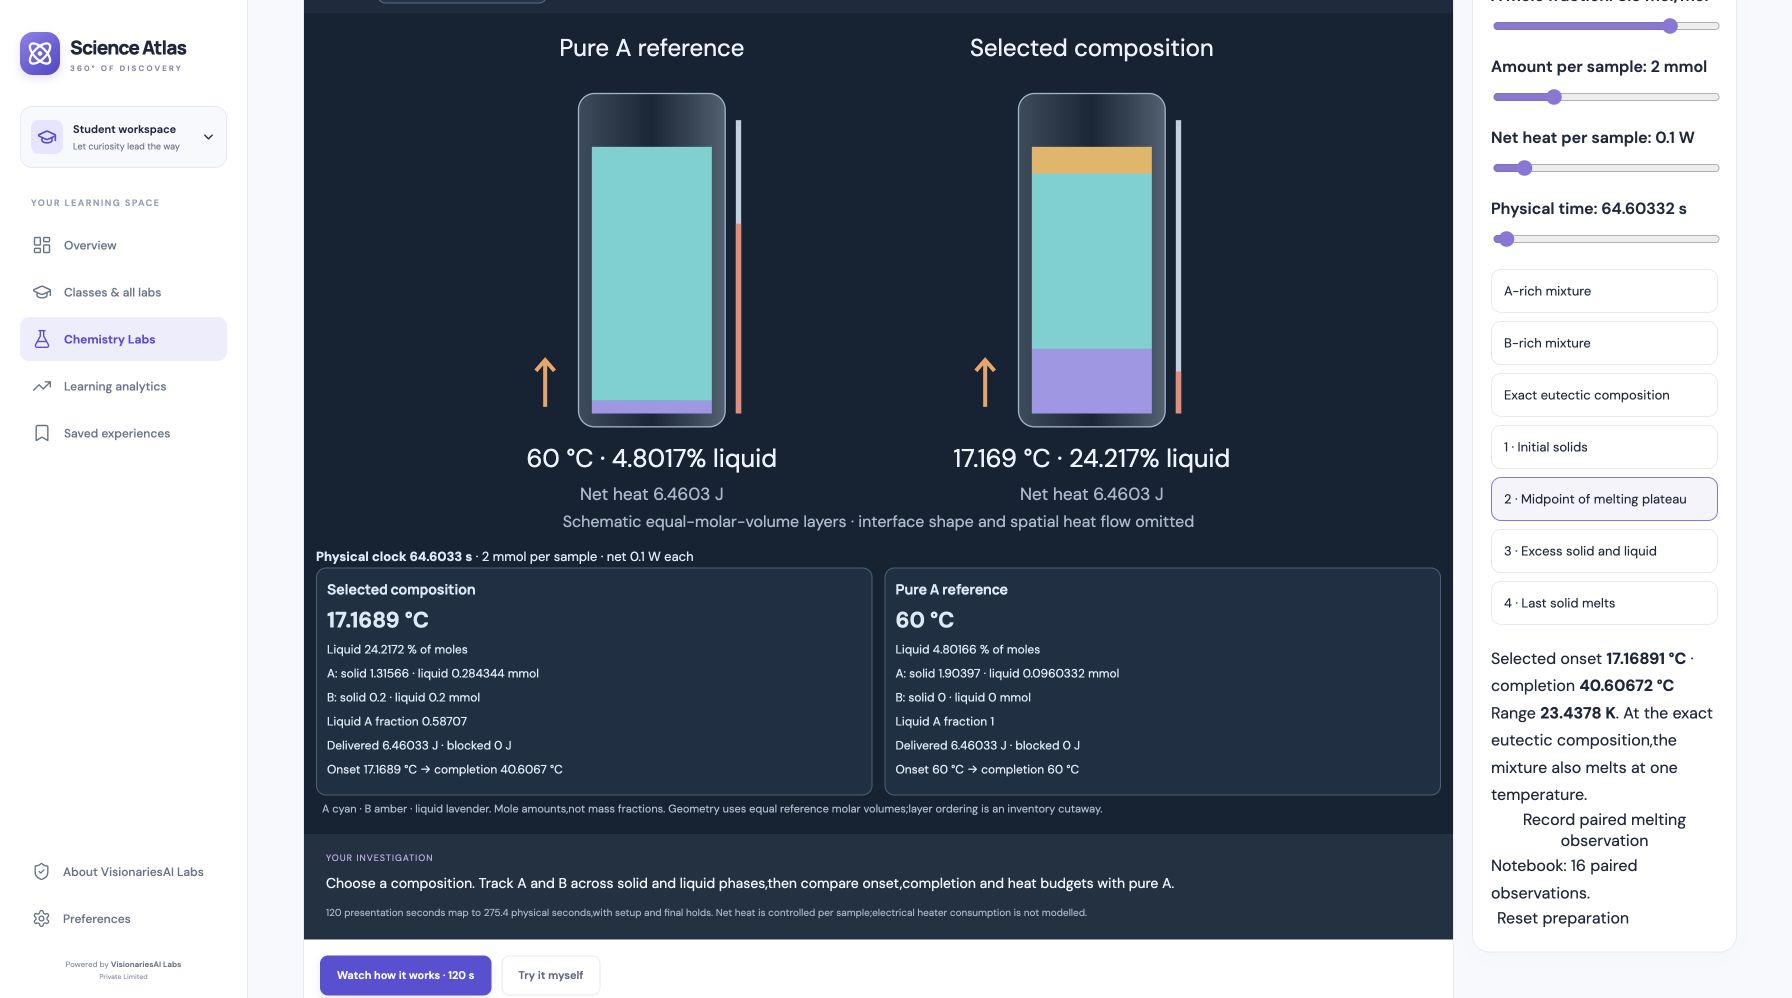 Science Atlas
360° OF DISCOVERY
Student workspace
Let curiosity lead the way
YOUR LEARNING SPACE
Overview
Classes & all labs
Chemistry Labs
Learning analytics
Saved experiences
About VisionariesAI Labs
Preferences
Powered by VisionariesAI Labs
Private Limited
Pure A reference
Selected composition
60 °C · 4.8017% liquid
17.169 °C · 24.217% liquid
Net heat 6.4603 J
Net heat 6.4603 J
Schematic equal-molar-volume layers · interface shape and spatial heat flow omitted
Physical clock 64.6033 s · 2 mmol per sample · net 0.1 W each
Selected composition
17.1689 °C
Liquid 24.2172 % of moles
A: solid 1.31566 · liquid 0.284344 mmol
B: solid 0.2 · liquid 0.2 mmol
Liquid A fraction 0.58707
Delivered 6.46033 J · blocked 0 J
Onset 17.1689 °C → completion 40.6067 °C
Pure A reference
60 °C
Liquid 4.80166 % of moles
A: solid 1.90397 · liquid 0.0960332 mmol
B: solid 0 · liquid 0 mmol
Liquid A fraction 1
Delivered 6.46033 J · blocked 0 J
Onset 60 °C → completion 60 °C
A cyan · B amber · liquid lavender. Mole amounts,not mass fractions. Geometry uses equal reference molar volumes;layer ordering is an inventory cutaway.
YOUR INVESTIGATION
Choose a composition. Track A and B across solid and liquid phases,then compare onset,completion and heat budgets with pure A.
120 presentation seconds map to 275.4 physical seconds,with setup and final holds. Net heat is controlled per sample;electrical heater consumption is not modelled.
Watch how it works · 120 s
Try it myself
Amount per sample: 2 mmol
Net heat per sample: 0.1 W
Physical time: 64.60332 s
A-rich mixture
B-rich mixture
Exact eutectic composition
1 · Initial solids
2 · Midpoint of melting plateau
3 · Excess solid and liquid
4 · Last solid melts
Selected onset 17.16891 °C ·
completion 40.60672 °C
Range 23.4378 K. At the exact
eutectic composition,the
mixture also melts at one
temperature.
Record paired melting
observation
Notebook: 16 paired
observations.
Reset preparation